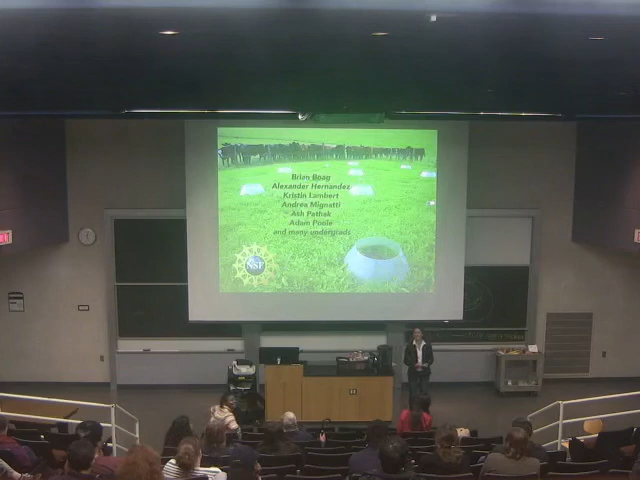 Brian Boag
Alexander Hernandez
Kristin Lambert
Andrea Mignatti
Ash Pathak
Adam Poole
and many undergrads
NSF